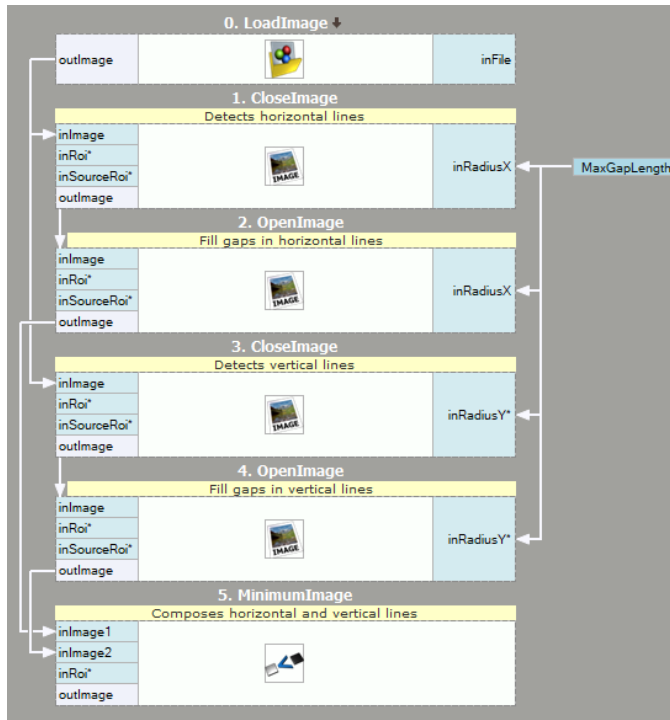 0. LoadImage
outImage
inFile
1. CloseImage
Detects horizontal lines
inImage
inRoi*
inSourceRoi*
outImage
inRadiusX
MaxGapLength
2. OpenImage
Fill gaps in horizontal lines
inImage
inRoi*
inSourceRoi*
outImage
inRadiusX
3. CloseImage
Detects vertical lines
inImage
inRoi*
inSourceRoi*
outImage
inRadiusY*
4. OpenImage
Fill gaps in vertical lines
inImage
inRoi*
inSourceRoi*
outImage
inRadiusY*
5. MinimumImage
Composes horizontal and vertical lines
inImage1
inImage2
inRoi*
outImage